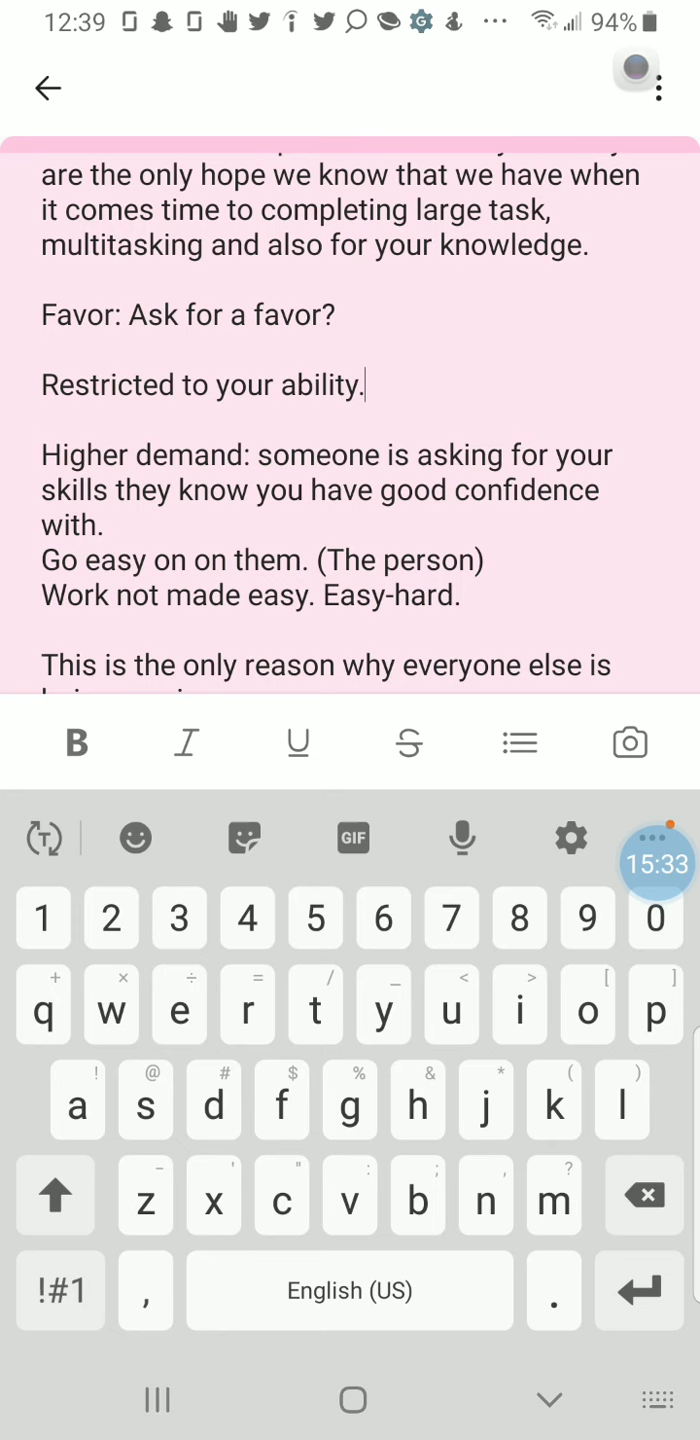 12:39 94%
are the only hope we know that we have when
it comes time to completing large task,
multitasking and also for your knowledge.
Favor: Ask for a favor?
Restricted to your ability.
Higher demand: someone is asking for your
skills they know you have good confidence
with.
Go easy on on them. (The person)
Work not made easy. Easy-hard.
This is the only reason why everyone else is
B I U S
T GIF
15:33
1 2 3 4 5 6 7 8 9 0
+ × ÷ = / _ < > [ ]
q w e r t y u i o p
! @ # $ % & * ( )
a s d f g h j k l
- ' " : ; , ?
z x c v b n m
!#1 , English (US) .